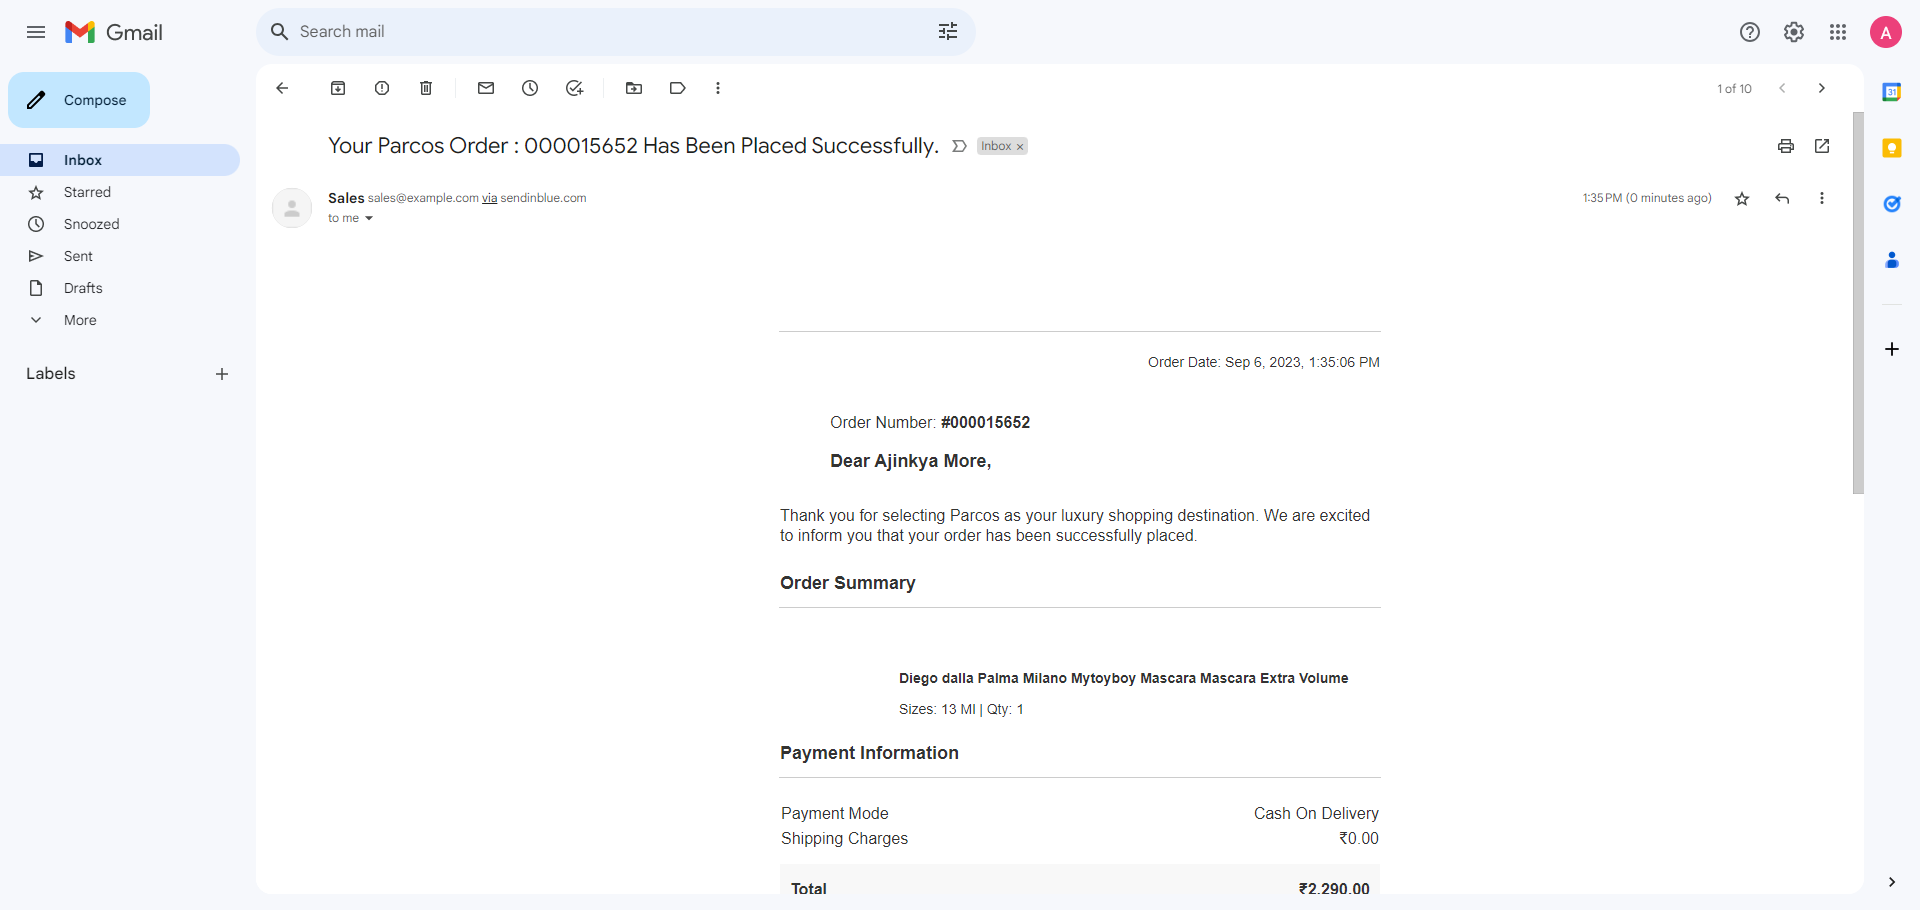 Gmail
Search mail
A
Compose
1 of 10
31
Your Parcos Order : 000015652 Has Been Placed Successfully.
Inbox ×
Inbox
Starred
Snoozed
Sent
Drafts
More
Labels
Sales sales@example.com via sendinblue.com
1:35 PM (0 minutes ago)
to me
Order Date: Sep 6, 2023, 1:35:06 PM
Order Number: #000015652
Dear Ajinkya More,
Thank you for selecting Parcos as your luxury shopping destination. We are excited
to inform you that your order has been successfully placed.
Order Summary
Diego dalla Palma Milano Mytoyboy Mascara Mascara Extra Volume
Sizes: 13 Ml | Qty: 1
Payment Information
Payment Mode Cash On Delivery
Shipping Charges ₹0.00
Total ₹2,290.00